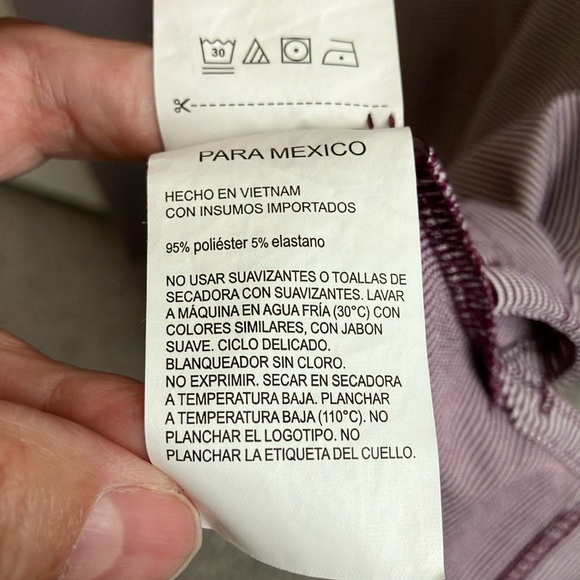 30
PARA MEXICO
HECHO EN VIETNAM
CON INSUMOS IMPORTADOS
95% poliéster 5% elastano
NO USAR SUAVIZANTES O TOALLAS DE
SECADORA CON SUAVIZANTES. LAVAR
A MÁQUINA EN AGUA FRÍA (30°C) CON
COLORES SIMILARES, CON JABON
SUAVE. CICLO DELICADO.
BLANQUEADOR SIN CLORO.
NO EXPRIMIR. SECAR EN SECADORA
A TEMPERATURA BAJA. PLANCHAR
A TEMPERATURA BAJA (110°C). NO
PLANCHAR EL LOGOTIPO. NO
PLANCHAR LA ETIQUETA DEL CUELLO.